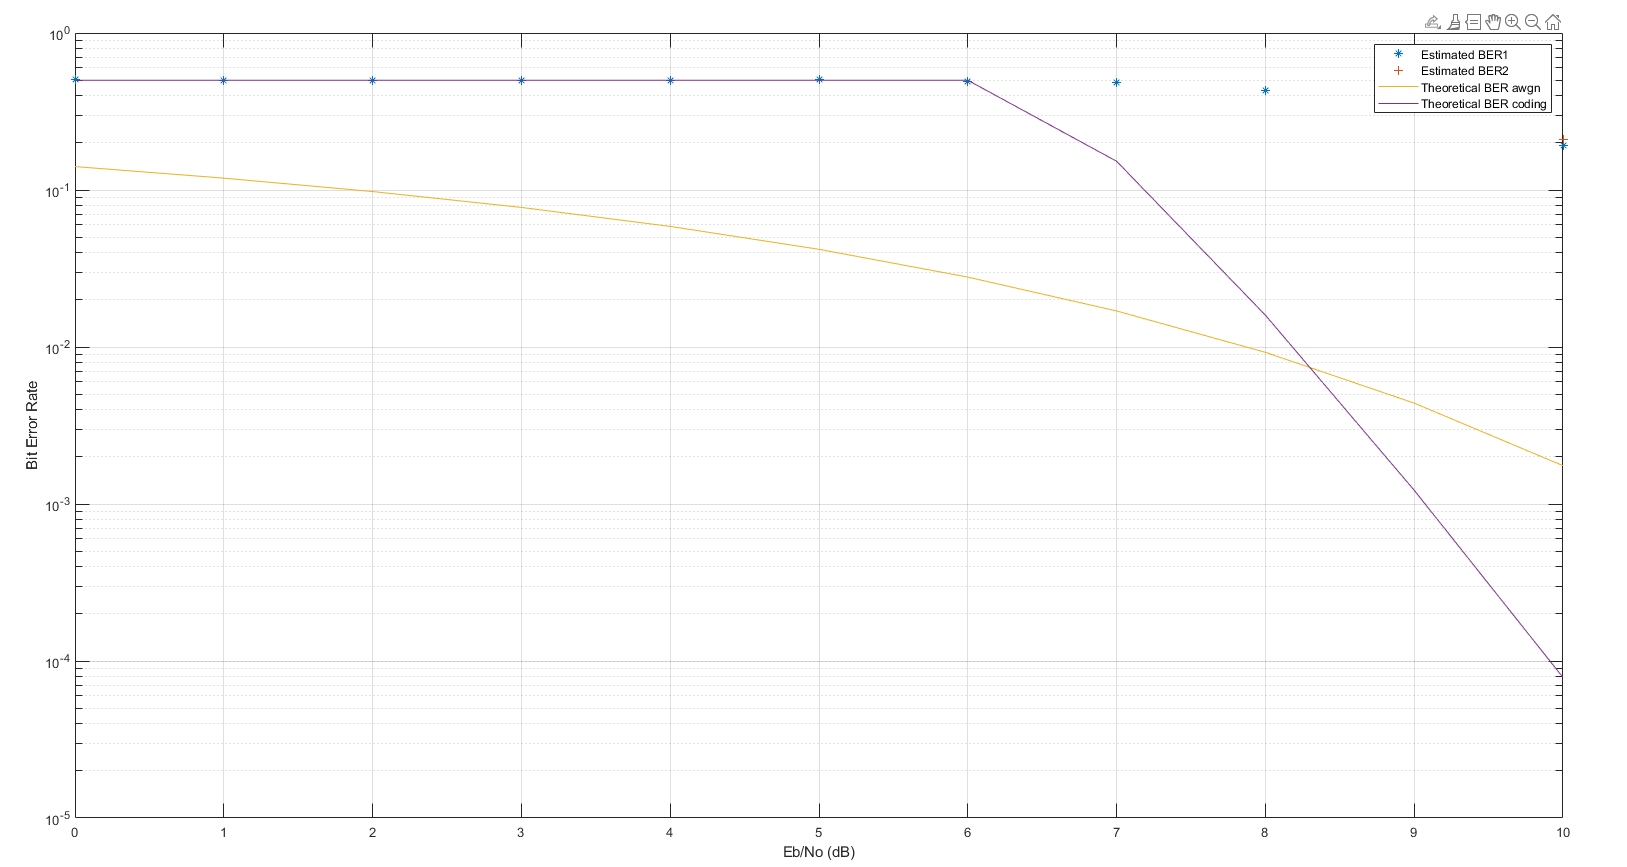 10^0
10^-1
10^-2
10^-3
10^-4
10^-5
Bit Error Rate
0 1 2 3 4 5 6 7 8 9 10
Eb/No (dB)
Estimated BER1
Estimated BER2
Theoretical BER awgn
Theoretical BER coding